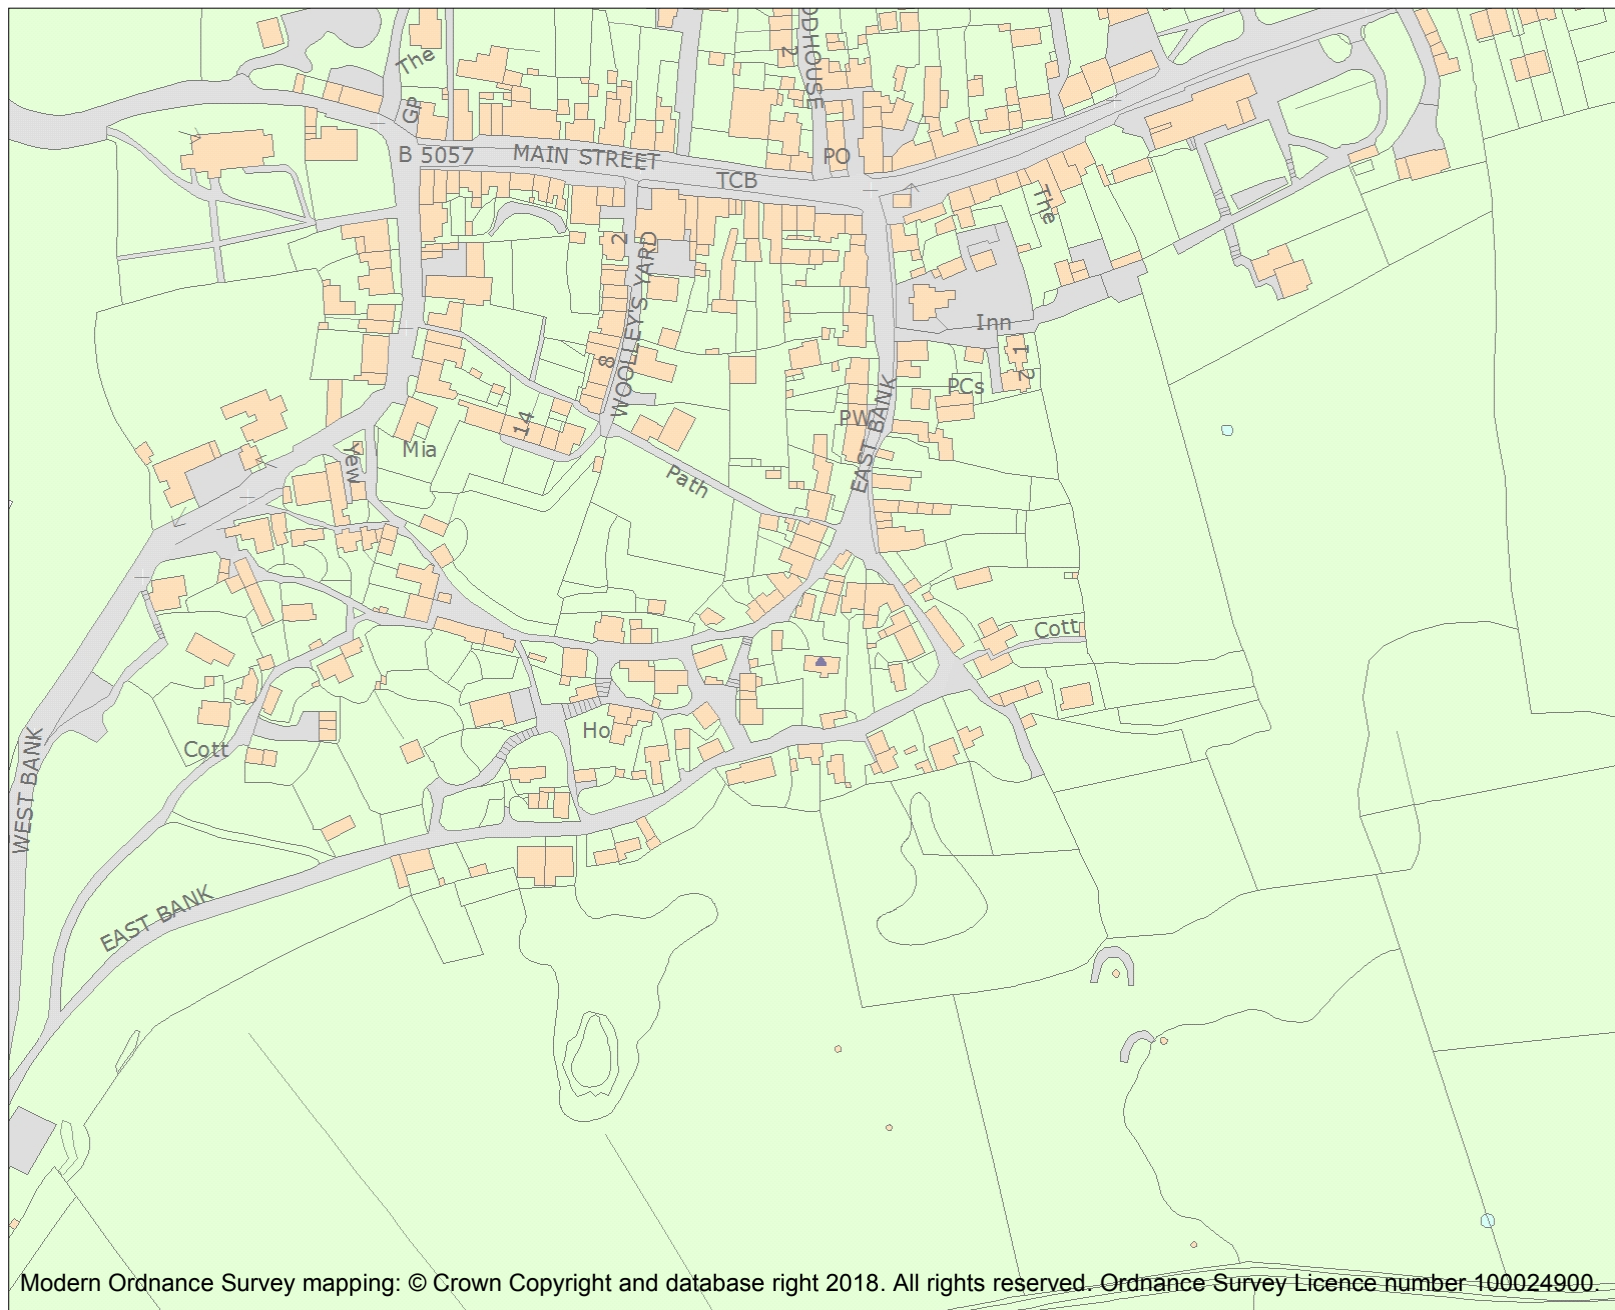 The
ODHOUSE
2
GP
B 5057
MAIN STREET
PO
TCB
The
2
WOOLLEY'S YARD
Inn
1
2
8
PCs
14
PW
EAST BANK
Mia
Yew
Path
Cott
Ho
Cott
WEST BANK
EAST BANK
Modern Ordnance Survey mapping: © Crown Copyright and database right 2018. All rights reserved. Ordnance Survey Licence number 100024900.